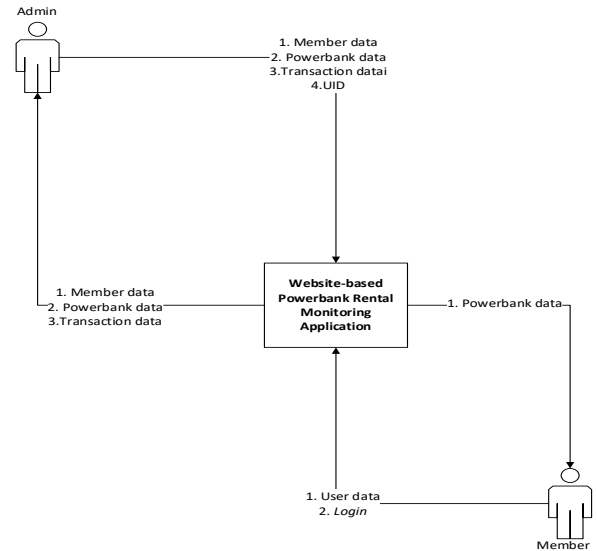 Admin
1. Member data
2. Powerbank data
3.Transaction datai
4.UID
Website-based
Powerbank Rental
Monitoring
Application
1. Member data
2. Powerbank data
3.Transaction data
1. Powerbank data
1. User data
2. Login
Member